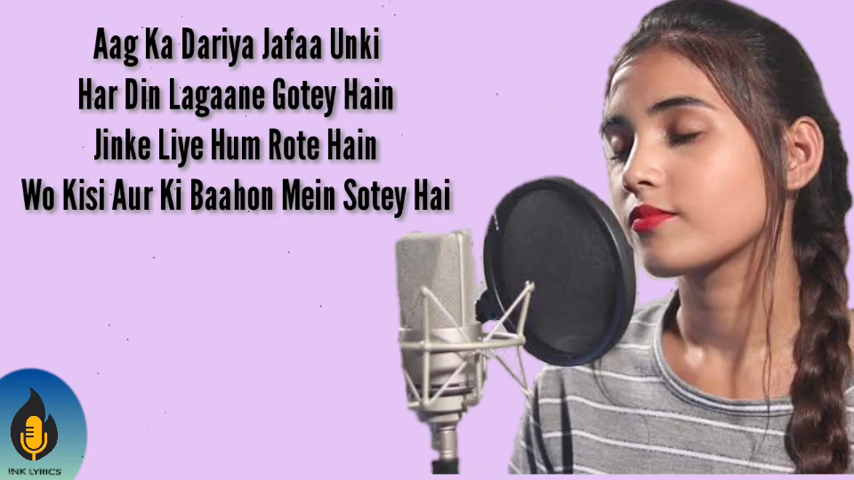 Aag Ka Dariya Jafaa Unki
Har Din Lagaane Gotey Hain
Jinke Liye Hum Rote Hain
Wo Kisi Aur Ki Baahon Mein Sotey Hai
INK LYRICS